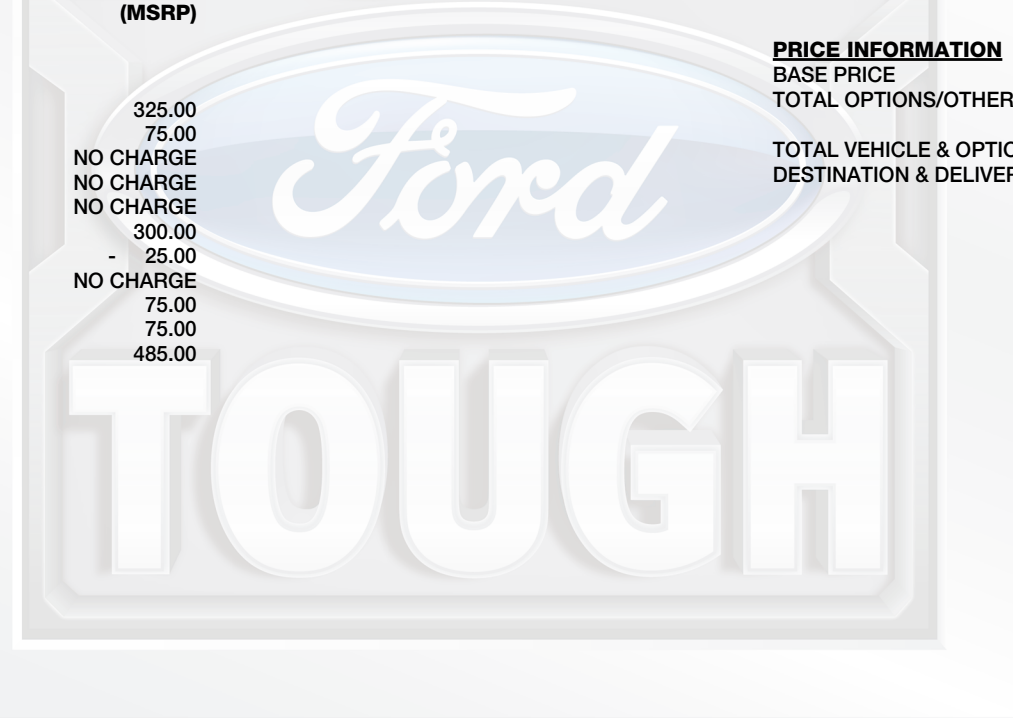 (MSRP)
325.00
75.00
NO CHARGE
NO CHARGE
NO CHARGE
300.00
- 25.00
NO CHARGE
75.00
75.00
485.00
PRICE INFORMATION
BASE PRICE
TOTAL OPTIONS/OTHER
TOTAL VEHICLE & OPTIO
DESTINATION & DELIVER
Ford
TOUGH